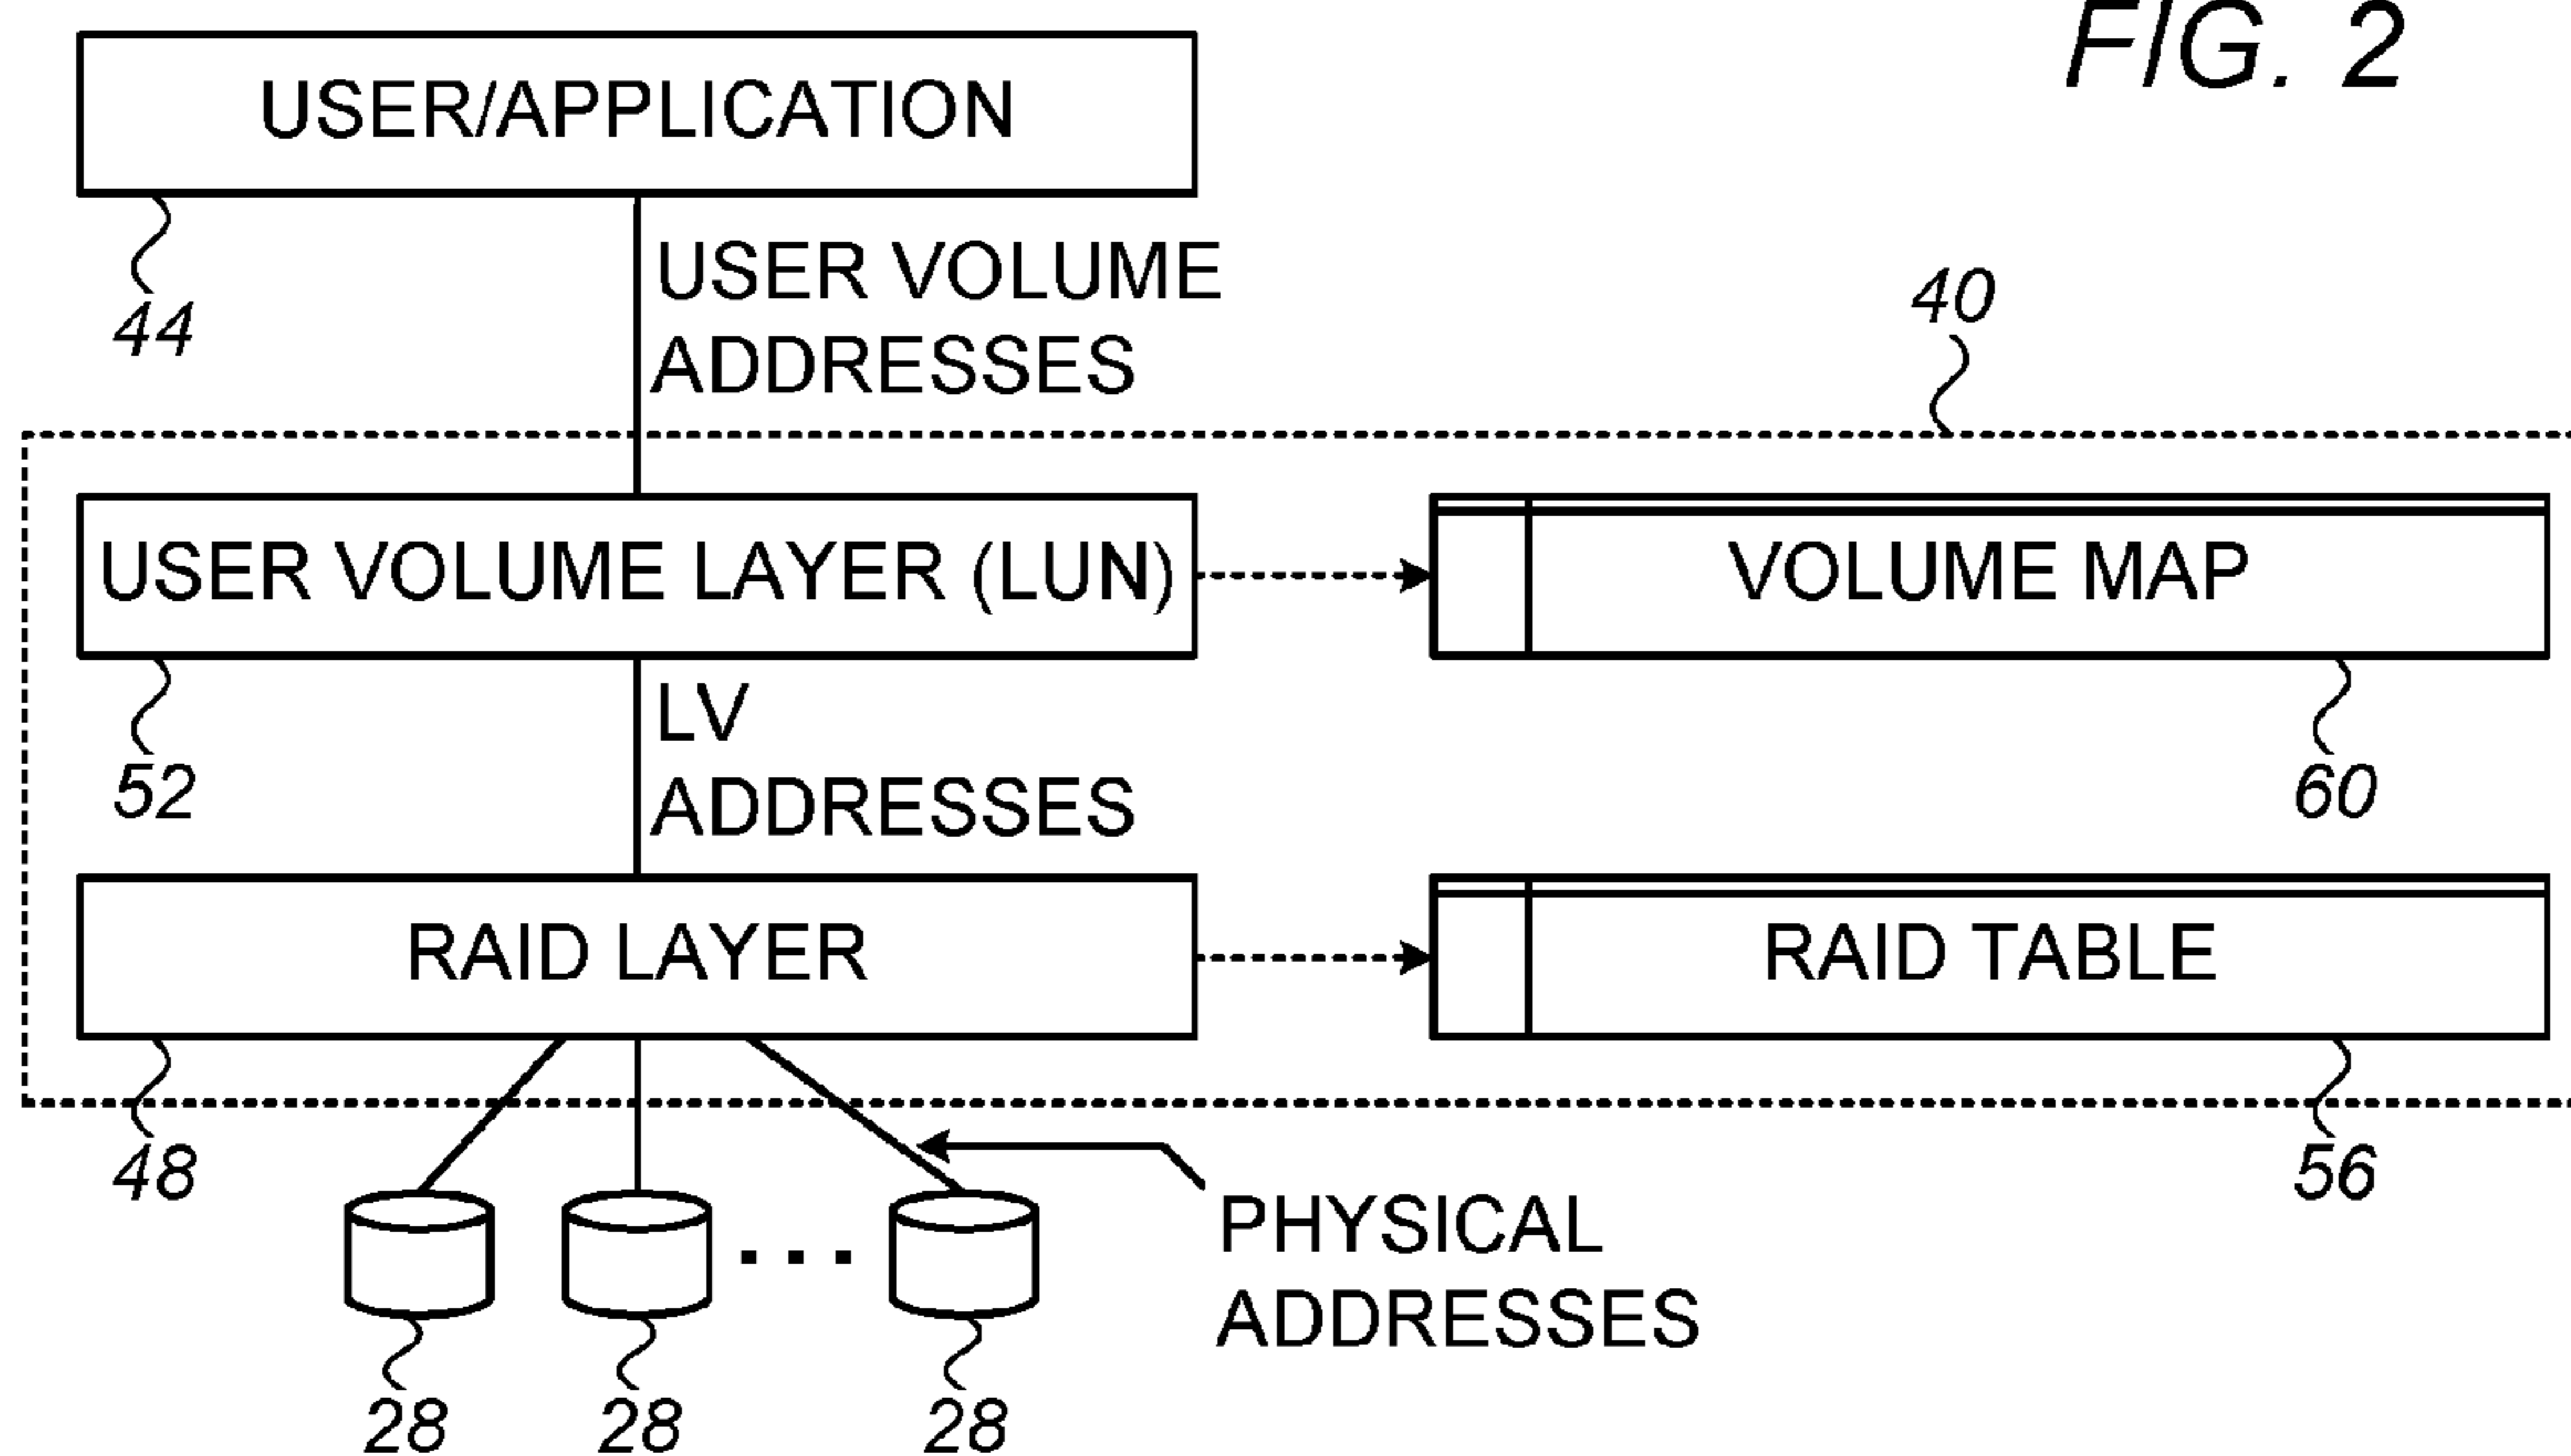 FIG. 2
USER/APPLICATION
44
USER VOLUME
ADDRESSES
40
USER VOLUME LAYER (LUN)
VOLUME MAP
52
LV
ADDRESSES
60
RAID LAYER
RAID TABLE
48
56
PHYSICAL
ADDRESSES
28 28 28